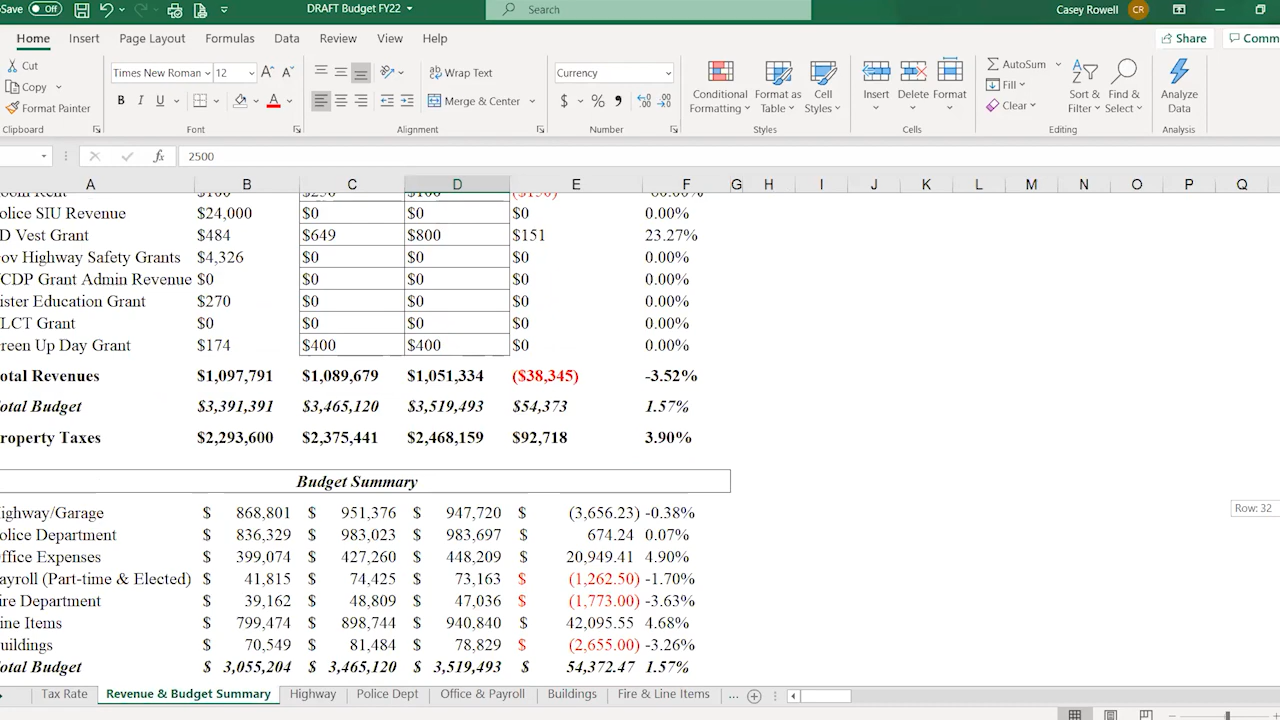 Save Off DRAFT Budget FY22 Search Casey Rowell CR
Home Insert Page Layout Formulas Data Review View Help Share Comm
Cut Copy Format Painter Clipboard
Times New Roman 12 A A B I U A Font
Wrap Text Merge & Center Alignment
Currency $ % Number
Conditional Formatting Format as Table Cell Styles Styles
Insert Delete Format Cells
AutoSum Fill Clear Sort & Filter Find & Select Editing
Analyze Data Analysis
fx 2500
A B C D E F G H I J K L M N O P Q
olice SIU Revenue $24,000 $0 $0 $0 0.00%
D Vest Grant $484 $649 $800 $151 23.27%
ov Highway Safety Grants $4,326 $0 $0 $0 0.00%
CDP Grant Admin Revenue $0 $0 $0 $0 0.00%
ister Education Grant $270 $0 $0 $0 0.00%
LCT Grant $0 $0 $0 $0 0.00%
reen Up Day Grant $174 $400 $400 $0 0.00%
otal Revenues $1,097,791 $1,089,679 $1,051,334 ($38,345) -3.52%
otal Budget $3,391,391 $3,465,120 $3,519,493 $54,373 1.57%
roperty Taxes $2,293,600 $2,375,441 $2,468,159 $92,718 3.90%
Budget Summary
ighway/Garage $ 868,801 $ 951,376 $ 947,720 $ (3,656.23) -0.38%
Row: 32
olice Department $ 836,329 $ 983,023 $ 983,697 $ 674.24 0.07%
ffice Expenses $ 399,074 $ 427,260 $ 448,209 $ 20,949.41 4.90%
ayroll (Part-time & Elected) $ 41,815 $ 74,425 $ 73,163 $ (1,262.50) -1.70%
ire Department $ 39,162 $ 48,809 $ 47,036 $ (1,773.00) -3.63%
ine Items $ 799,474 $ 898,744 $ 940,840 $ 42,095.55 4.68%
uildings $ 70,549 $ 81,484 $ 78,829 $ (2,655.00) -3.26%
otal Budget $ 3,055,204 $ 3,465,120 $ 3,519,493 $ 54,372.47 1.57%
Tax Rate Revenue & Budget Summary Highway Police Dept Office & Payroll Buildings Fire & Line Items ...